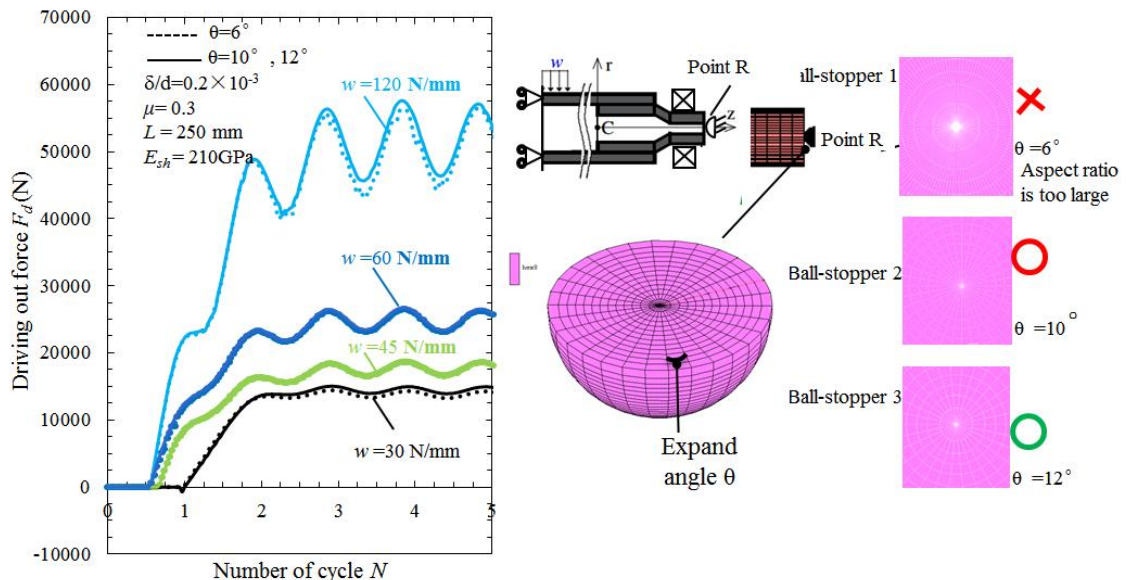 70000
60000
50000
40000
30000
20000
10000
0
-10000
Driving out force F_d(N)
0 1 2 3 4 5
Number of cycle N
θ=6°
θ=10° , 12°
δ/d=0.2×10⁻³
μ= 0.3
L = 250 mm
E_sh= 210GPa
w =120 N/mm
w =60 N/mm
w =45 N/mm
w =30 N/mm
w
r
C
z
Point R
Point R
Expand
angle θ
all-stopper 1
θ =6°
Aspect ratio
is too large
Ball-stopper 2
θ =10°
Ball-stopper 3
θ =12°